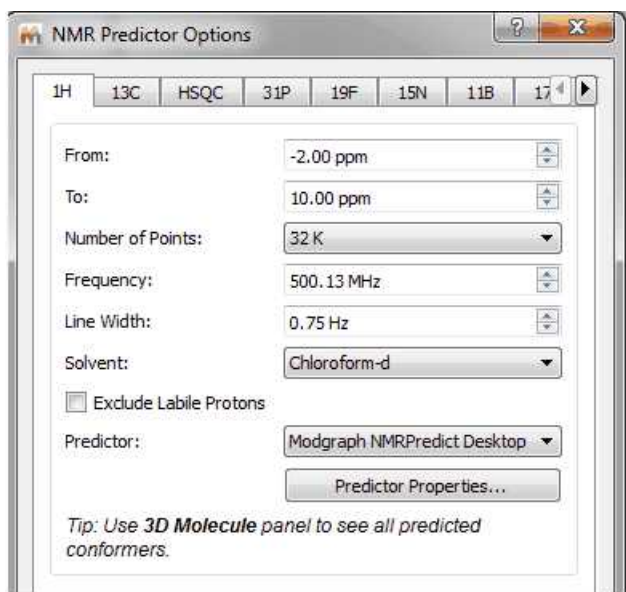 NMR Predictor Options
1H 13C HSQC 31P 19F 15N 11B 17
From: -2.00 ppm
To: 10.00 ppm
Number of Points: 32 K
Frequency: 500.13 MHz
Line Width: 0.75 Hz
Solvent: Chloroform-d
Exclude Labile Protons
Predictor: Modgraph NMRPredict Desktop
Predictor Properties...
Tip: Use 3D Molecule panel to see all predicted
conformers.